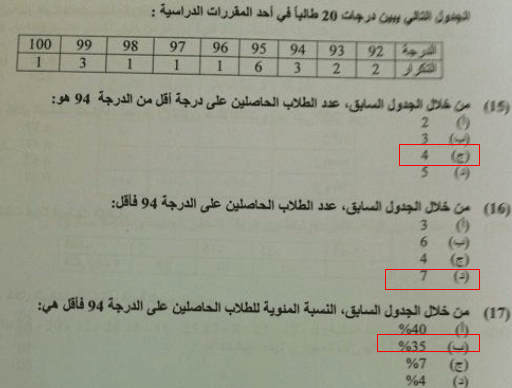 الجدول التالي يبين درجات 20 طالباً في أحد المقررات الدراسية :
الدرجة 92 93 94 95 96 97 98 99 100
التكرار 2 2 3 6 1 1 1 3 1
(15) من خلال الجدول السابق، عدد الطلاب الحاصلين على درجة أقل من الدرجة 94 هو:
(أ) 2
(ب) 3
(ج) 4
(د) 5
(16) من خلال الجدول السابق، عدد الطلاب الحاصلين على الدرجة 94 فأقل:
(أ) 3
(ب) 6
(ج) 4
(د) 7
(17) من خلال الجدول السابق، النسبة المئوية للطلاب الحاصلين على الدرجة 94 فأقل هي:
(أ) 40%
(ب) 35%
(ج) 7%
(د) 4%